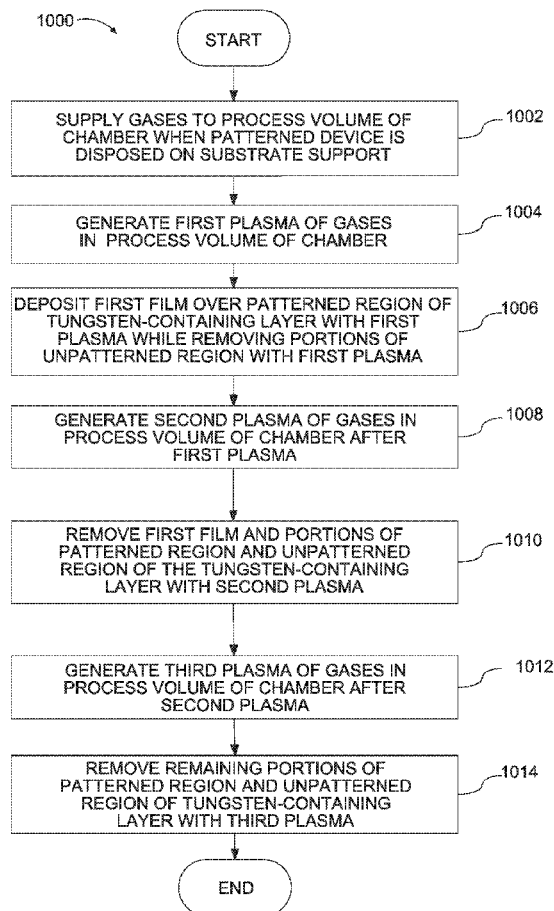 1000
START
SUPPLY GASES TO PROCESS VOLUME OF
CHAMBER WHEN PATTERNED DEVICE IS
DISPOSED ON SUBSTRATE SUPPORT
1002
GENERATE FIRST PLASMA OF GASES
IN PROCESS VOLUME OF CHAMBER
1004
DEPOSIT FIRST FILM OVER PATTERNED REGION OF
TUNGSTEN-CONTAINING LAYER WITH FIRST
PLASMA WHILE REMOVING PORTIONS OF
UNPATTERNED REGION WITH FIRST PLASMA
1006
GENERATE SECOND PLASMA OF GASES IN
PROCESS VOLUME OF CHAMBER AFTER
FIRST PLASMA
1008
REMOVE FIRST FILM AND PORTIONS OF
PATTERNED REGION AND UNPATTERNED
REGION OF THE TUNGSTEN-CONTAINING
LAYER WITH SECOND PLASMA
1010
GENERATE THIRD PLASMA OF GASES IN
PROCESS VOLUME OF CHAMBER AFTER
SECOND PLASMA
1012
REMOVE REMAINING PORTIONS OF
PATTERNED REGION AND UNPATTERNED
REGION OF TUNGSTEN-CONTAINING
LAYER WITH THIRD PLASMA
1014
END